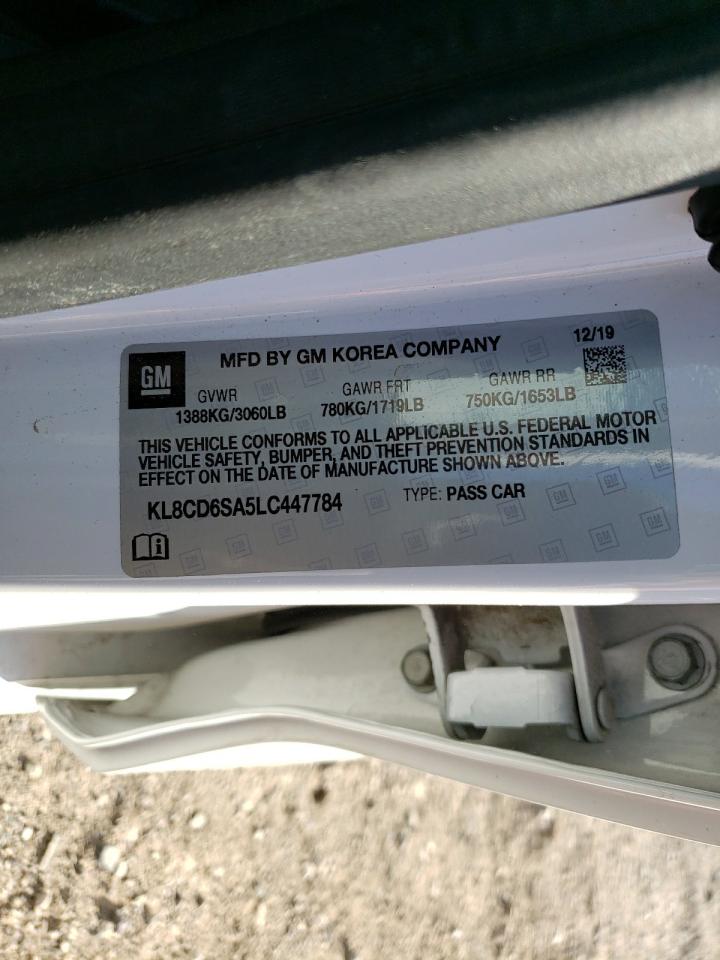 GM
MFD BY GM KOREA COMPANY 12/19
GVWR GAWR FRT GAWR RR
1388KG/3060LB 780KG/1719LB 750KG/1653LB
THIS VEHICLE CONFORMS TO ALL APPLICABLE U.S. FEDERAL MOTOR
VEHICLE SAFETY, BUMPER, AND THEFT PREVENTION STANDARDS IN
EFFECT ON THE DATE OF MANUFACTURE SHOWN ABOVE.
KL8CD6SA5LC447784 TYPE: PASS CAR